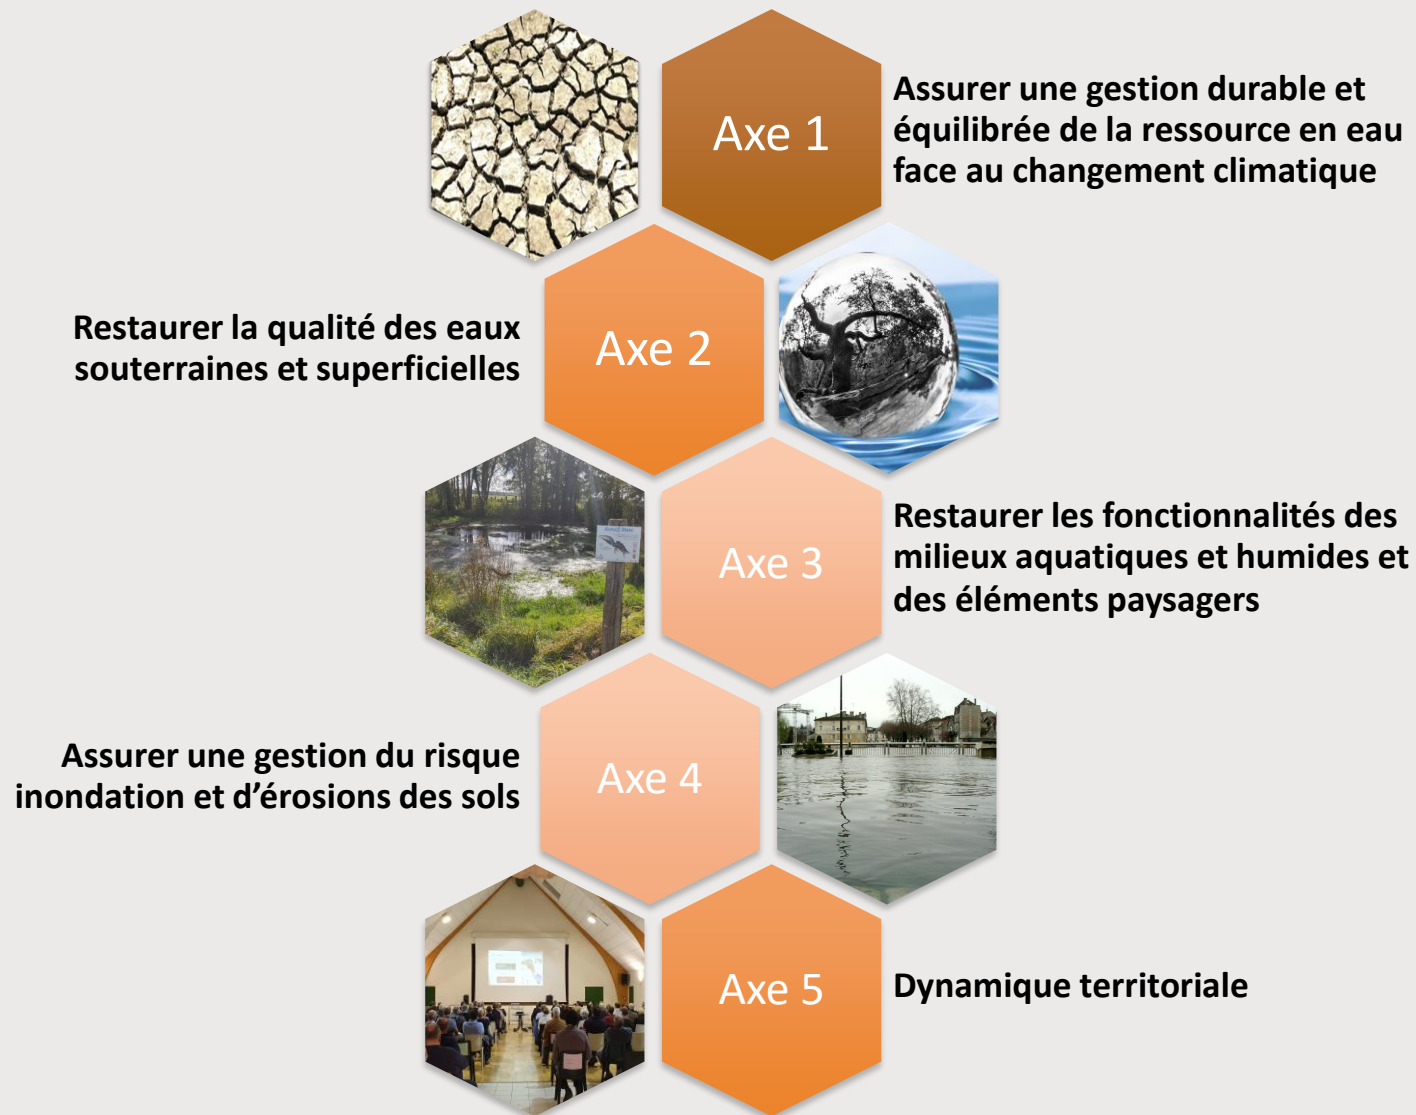 Axe 1
Assurer une gestion durable et
équilibrée de la ressource en eau
face au changement climatique
Restaurer la qualité des eaux
souterraines et superficielles
Axe 2
Axe 3
Restaurer les fonctionnalités des
milieux aquatiques et humides et
des éléments paysagers
Assurer une gestion du risque
inondation et d’érosions des sols
Axe 4
Axe 5
Dynamique territoriale